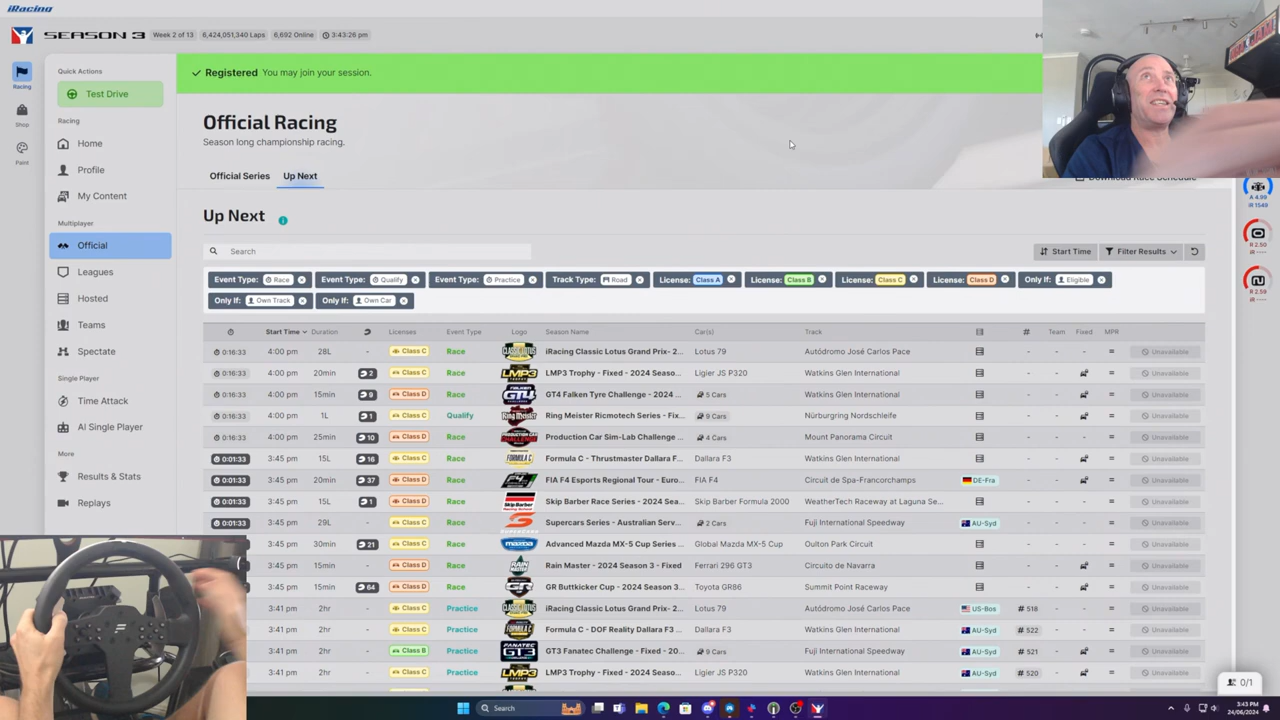 iRacing
SEASON 3 Week 2 of 13 6,424,051,340 Laps 6,692 Online 3:43:26 pm
Racing
Shop
Paint
Quick Actions
Test Drive
Racing
Home
Profile
My Content
Multiplayer
Official
Leagues
Hosted
Teams
Spectate
Single Player
Time Attack
AI Single Player
More
Results & Stats
Replays
Registered You may join your session.
Official Racing
Season long championship racing.
Official Series Up Next
Download Race Schedule
Up Next
Search Start Time Filter Results
Event Type: Race Event Type: Qualify Event Type: Practice Track Type: Road License: Class A License: Class B License: Class C License: Class D Only If: Eligible
Only If: Own Track Only If: Own Car
Start Time Duration Licenses Event Type Logo Season Name Car(s) Track # Team Fixed MPR
0:16:33 4:00 pm 28L - Class C Race iRacing Classic Lotus Grand Prix- 2... Lotus 79 Autódromo José Carlos Pace - - - = Unavailable
0:16:33 4:00 pm 20min 2 Class C Race LMP3 Trophy - Fixed - 2024 Seaso... Ligier JS P320 Watkins Glen International - - = Unavailable
0:16:33 4:00 pm 15min 9 Class D Race GT4 Falken Tyre Challenge - 2024 ... 5 Cars Watkins Glen International - - = Unavailable
0:16:33 4:00 pm 1L 1 Class C Qualify Ring Meister Ricmotech Series - Fix... 9 Cars Nürburgring Nordschleife - - = Unavailable
0:16:33 4:00 pm 25min 10 Class D Race Production Car Sim-Lab Challenge ... 4 Cars Mount Panorama Circuit - - = Unavailable
0:01:33 3:45 pm 15L 16 Class C Race Formula C - Thrustmaster Dallara F... Dallara F3 Watkins Glen International - - - = Unavailable
0:01:33 3:45 pm 20min 37 Class D Race FIA F4 Esports Regional Tour - Euro... FIA F4 Circuit de Spa-Francorchamps DE-Fra - - = Unavailable
0:01:33 3:45 pm 15L 1 Class D Race Skip Barber Race Series - 2024 Sea... Skip Barber Formula 2000 WeatherTech Raceway at Laguna Se... - - = Unavailable
0:01:33 3:45 pm 29L - Class C Race Supercars Series - Australian Serv... 2 Cars Fuji International Speedway AU-Syd - - - = Unavailable
0:01:33 3:45 pm 30min 21 Class C Race Advanced Mazda MX-5 Cup Series ... Global Mazda MX-5 Oulton Park Circuit - - - = Unavailable
0:01:33 3:45 pm 15min - Class D Race Rain Master - 2024 Season 3 - Fixed Ferrari 296 GT3 Circuito de Navarra - - = Unavailable
0:01:33 3:45 pm 15min 64 Class D Race GR Buttkicker Cup - 2024 Season 3... Toyota GR86 Summit Point Raceway - - = Unavailable
3:41 pm 2hr - Class C Practice iRacing Classic Lotus Grand Prix- 2... Lotus 79 Autódromo José Carlos Pace US-Bos # 518 - - = Unavailable
3:41 pm 2hr - Class C Practice Formula C - DOF Reality Dallara F3 ... Dallara F3 Watkins Glen International AU-Syd # 522 - = Unavailable
3:41 pm 2hr - Class B Practice GT3 Fanatec Challenge - Fixed - 20... 9 Cars Fuji International Speedway AU-Syd # 521 - = Unavailable
3:41 pm 2hr - Class C Practice LMP3 Trophy - Fixed - 2024 Seaso... Ligier JS P320 Watkins Glen International AU-Syd # 520 - = Unavailable
A 4.99
iR 1549
R 2.50
iR ----
R 2.59
iR ----
0/1
Search
3:43 PM
24/06/2024